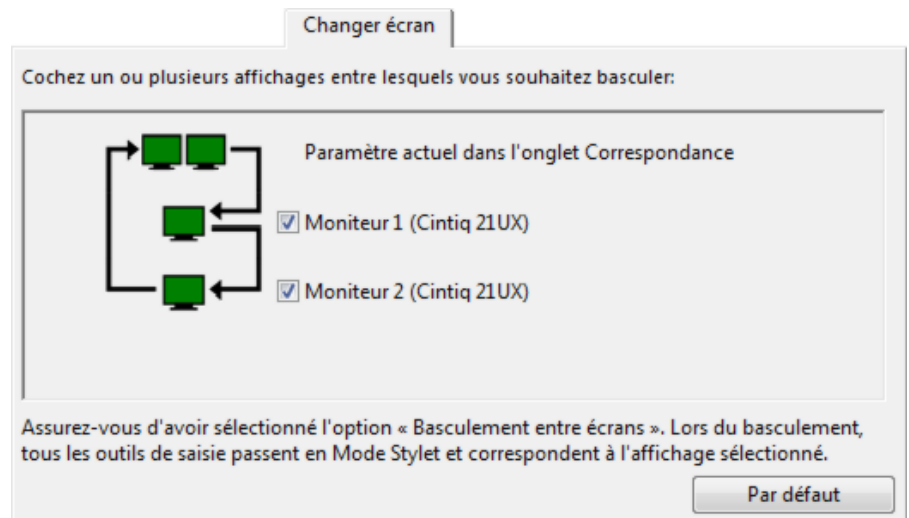 Changer écran
Cochez un ou plusieurs affichages entre lesquels vous souhaitez basculer:
Paramètre actuel dans l'onglet Correspondance
Moniteur 1 (Cintiq 21UX)
Moniteur 2 (Cintiq 21UX)
Assurez-vous d'avoir sélectionné l'option « Basculement entre écrans ». Lors du basculement,
tous les outils de saisie passent en Mode Stylet et correspondent à l'affichage sélectionné.
Par défaut